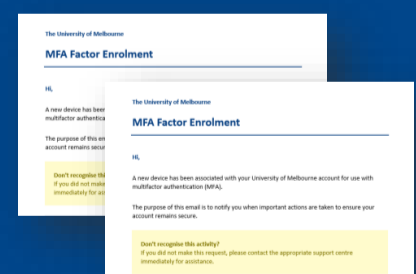 The University of Melbourne
MFA Factor Enrolment
Hi,
A new device has been
multifactor authentica
The purpose of this en
account remains secur
Don't recognise thi
If you did not make
immediately for as
The University of Melbourne
MFA Factor Enrolment
Hi,
A new device has been associated with your University of Melbourne account for use with
multifactor authentication (MFA).
The purpose of this email is to notify you when important actions are taken to ensure your
account remains secure.
Don't recognise this activity?
If you did not make this request, please contact the appropriate support centre
immediately for assistance.